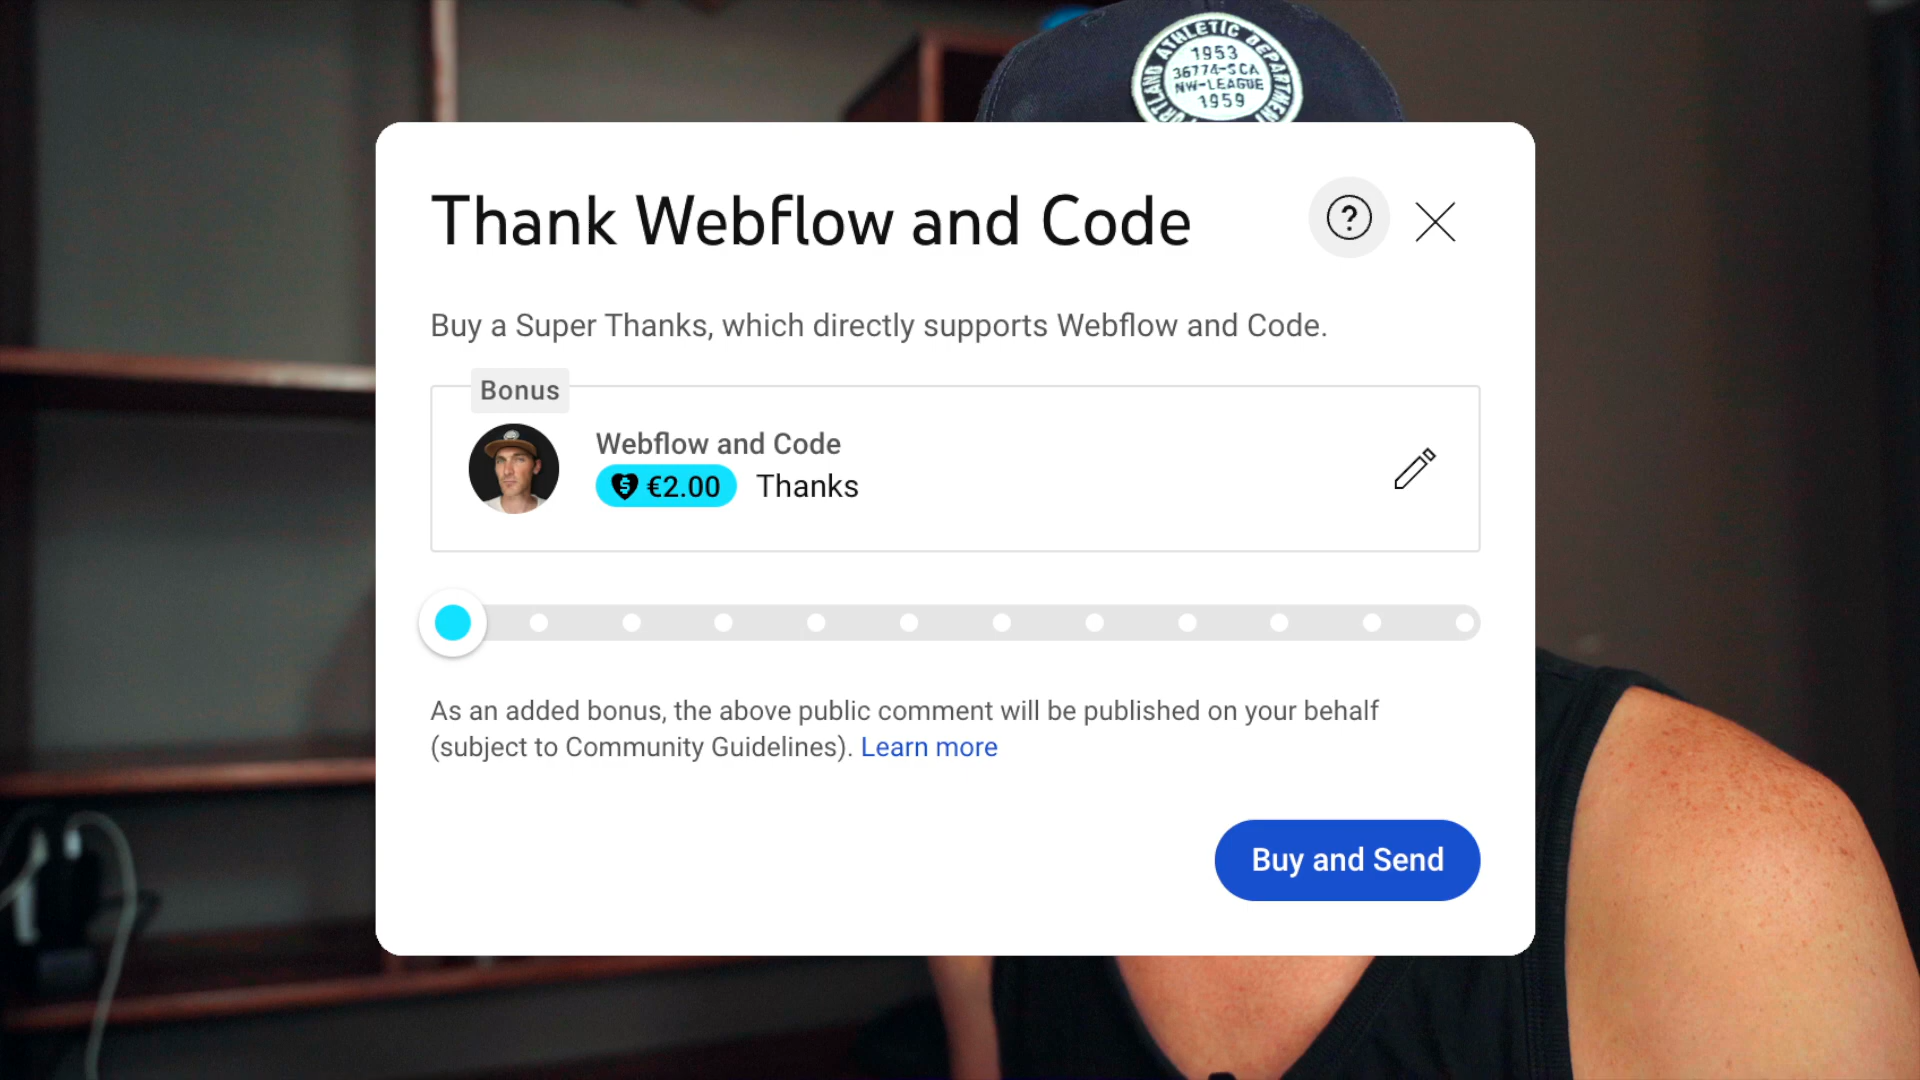 ATHLETIC DEPARTMENT
1953
36774-SCA
NW-LEAGUE
1959
Thank Webflow and Code
?
Buy a Super Thanks, which directly supports Webflow and Code.
Bonus
Webflow and Code
€2.00 Thanks
As an added bonus, the above public comment will be published on your behalf
(subject to Community Guidelines). Learn more
Buy and Send